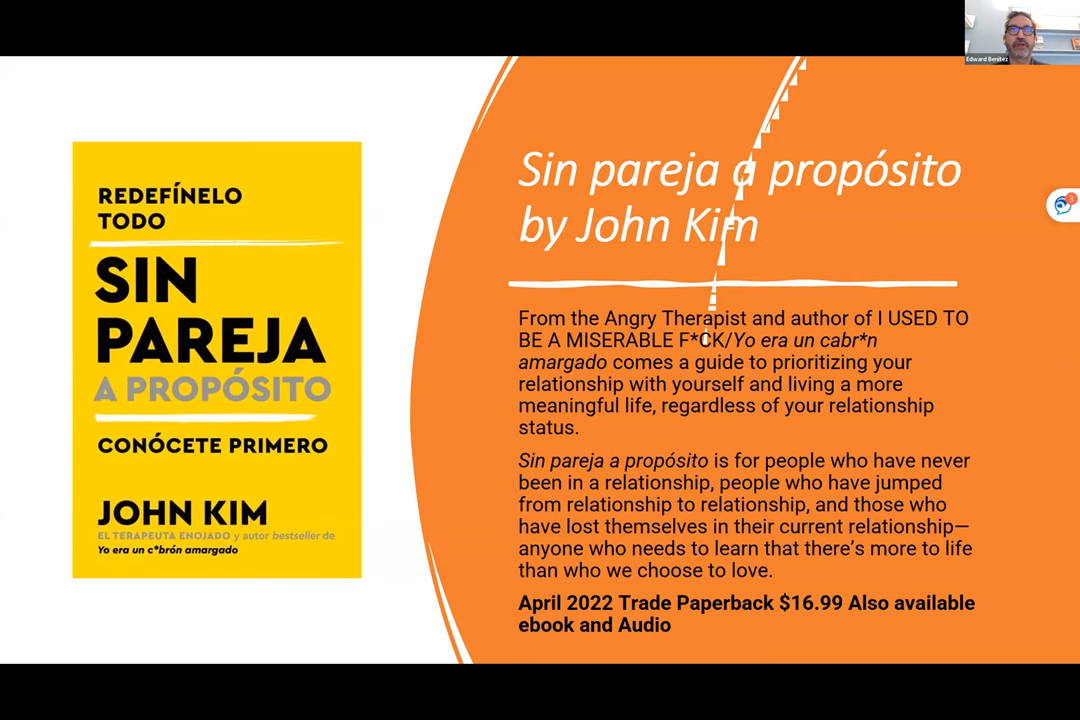 Edward Benitez
REDEFÍNELO
TODO
SIN
PAREJA
A PROPÓSITO
CONÓCETE PRIMERO
JOHN KIM
EL TERAPEUTA ENOJADO y autor bestseller de
Yo era un c*brón amargado
Sin pareja a propósito
by John Kim
From the Angry Therapist and author of I USED TO
BE A MISERABLE F*CK/Yo era un cabr*n
amargado comes a guide to prioritizing your
relationship with yourself and living a more
meaningful life, regardless of your relationship
status.
Sin pareja a propósito is for people who have never
been in a relationship, people who have jumped
from relationship to relationship, and those who
have lost themselves in their current relationship—
anyone who needs to learn that there’s more to life
than who we choose to love.
April 2022 Trade Paperback $16.99 Also available
ebook and Audio
3